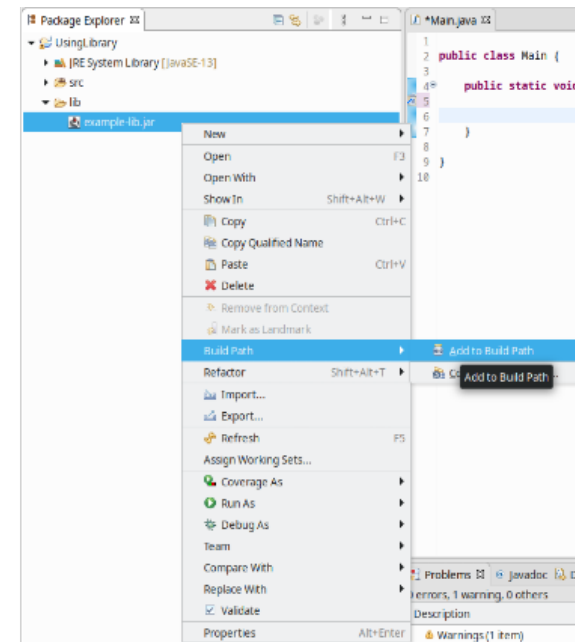 Package Explorer
UsingLibrary
JRE System Library [JavaSE-13]
src
lib
example-lib.jar
*Main.java
1
2 public class Main {
3
4 public static void
5
6
7 }
8
9 }
10
New
Open F3
Open With
Show In Shift+Alt+W
Copy Ctrl+C
Copy Qualified Name
Paste Ctrl+V
Delete
Remove from Context
Mark as Landmark
Build Path
Refactor Shift+Alt+T
Import...
Export...
Refresh F5
Assign Working Sets...
Coverage As
Run As
Debug As
Team
Compare With
Replace With
Validate
Properties Alt+Enter
Add to Build Path
Add to Build Path
Problems Javadoc
errors, 1 warning, 0 others
Description
Warnings (1 item)